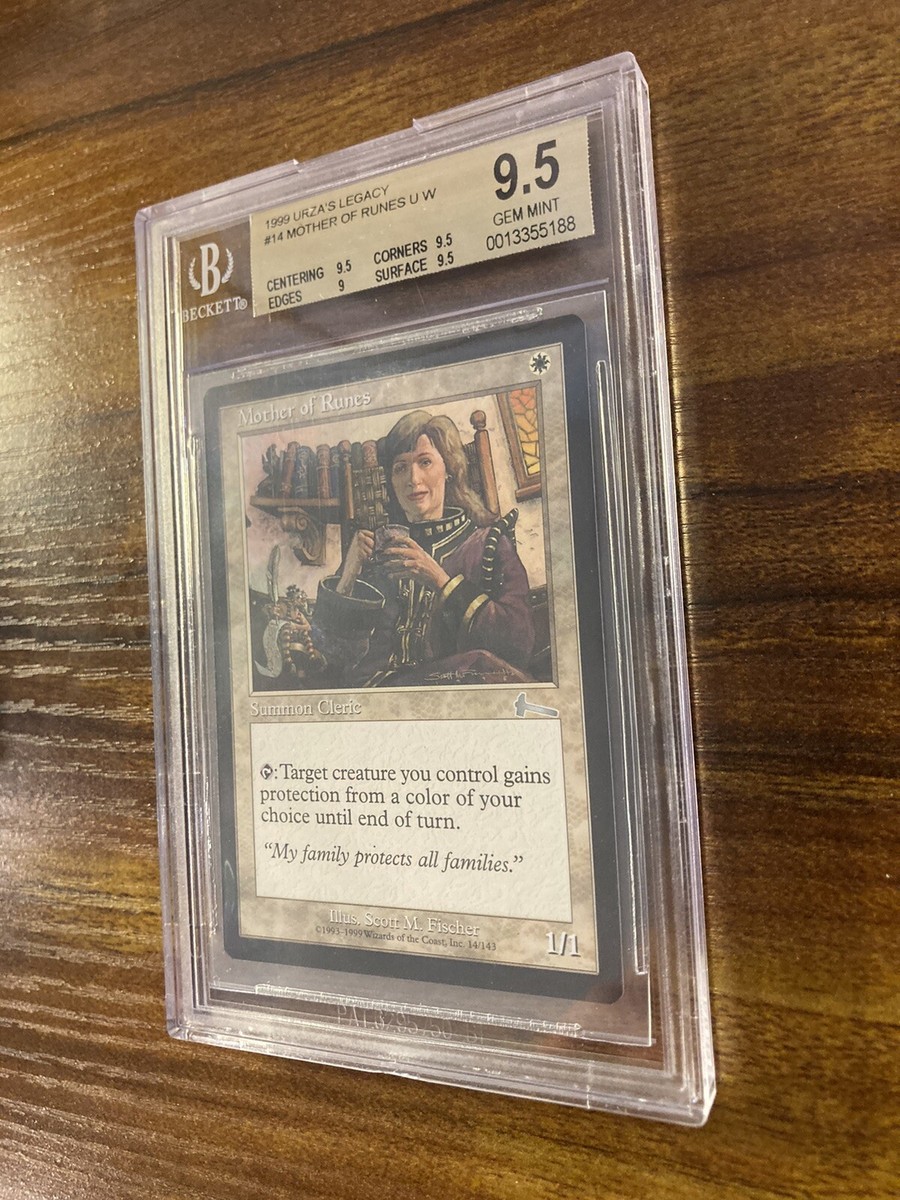 1999 URZA'S LEGACY
#14 MOTHER OF RUNES U W
CENTERING 9.5 CORNERS 9.5
EDGES 9 SURFACE 9.5
9.5
GEM MINT
0013355188
B
BECKETT®
Mother of Runes
Summon Cleric
:Target creature you control gains
protection from a color of your
choice until end of turn.
“My family protects all families.”
Illus. Scott M. Fischer
©1993-1999 Wizards of the Coast, Inc. 14/143
1/1